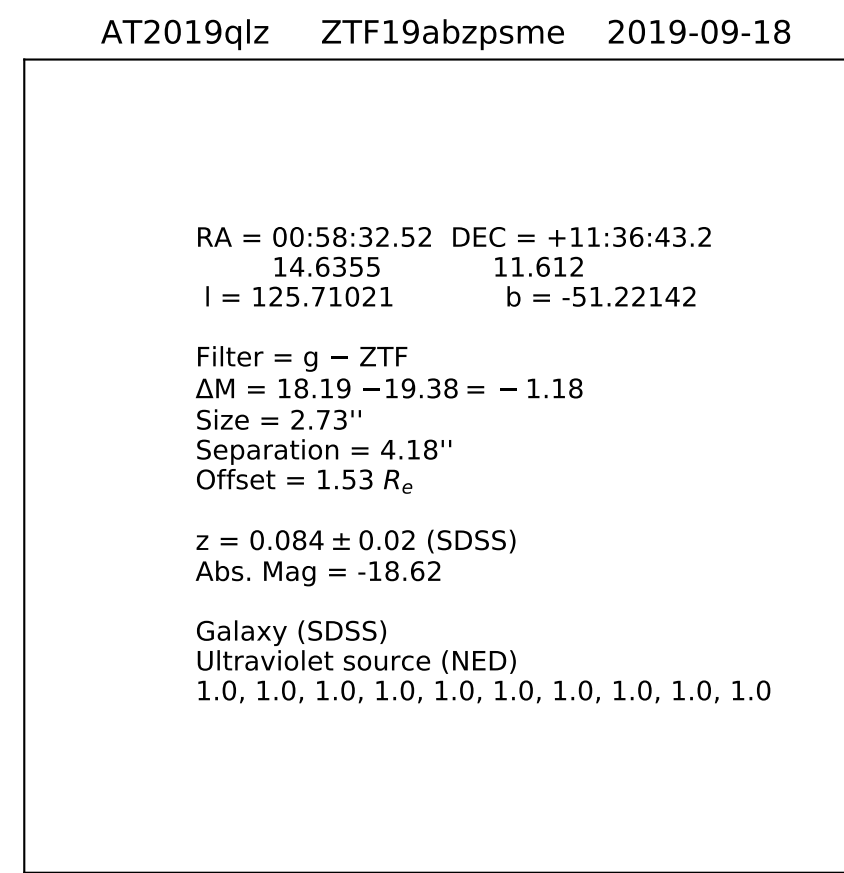 AT2019qlz ZTF19abzpsme 2019-09-18
RA = 00:58:32.52 DEC = +11:36:43.2
14.6355 11.612
l = 125.71021 b = -51.22142
Filter = g − ZTF
ΔM = 18.19 −19.38 = − 1.18
Size = 2.73''
Separation = 4.18''
Offset = 1.53 Re
z = 0.084 ± 0.02 (SDSS)
Abs. Mag = -18.62
Galaxy (SDSS)
Ultraviolet source (NED)
1.0, 1.0, 1.0, 1.0, 1.0, 1.0, 1.0, 1.0, 1.0, 1.0